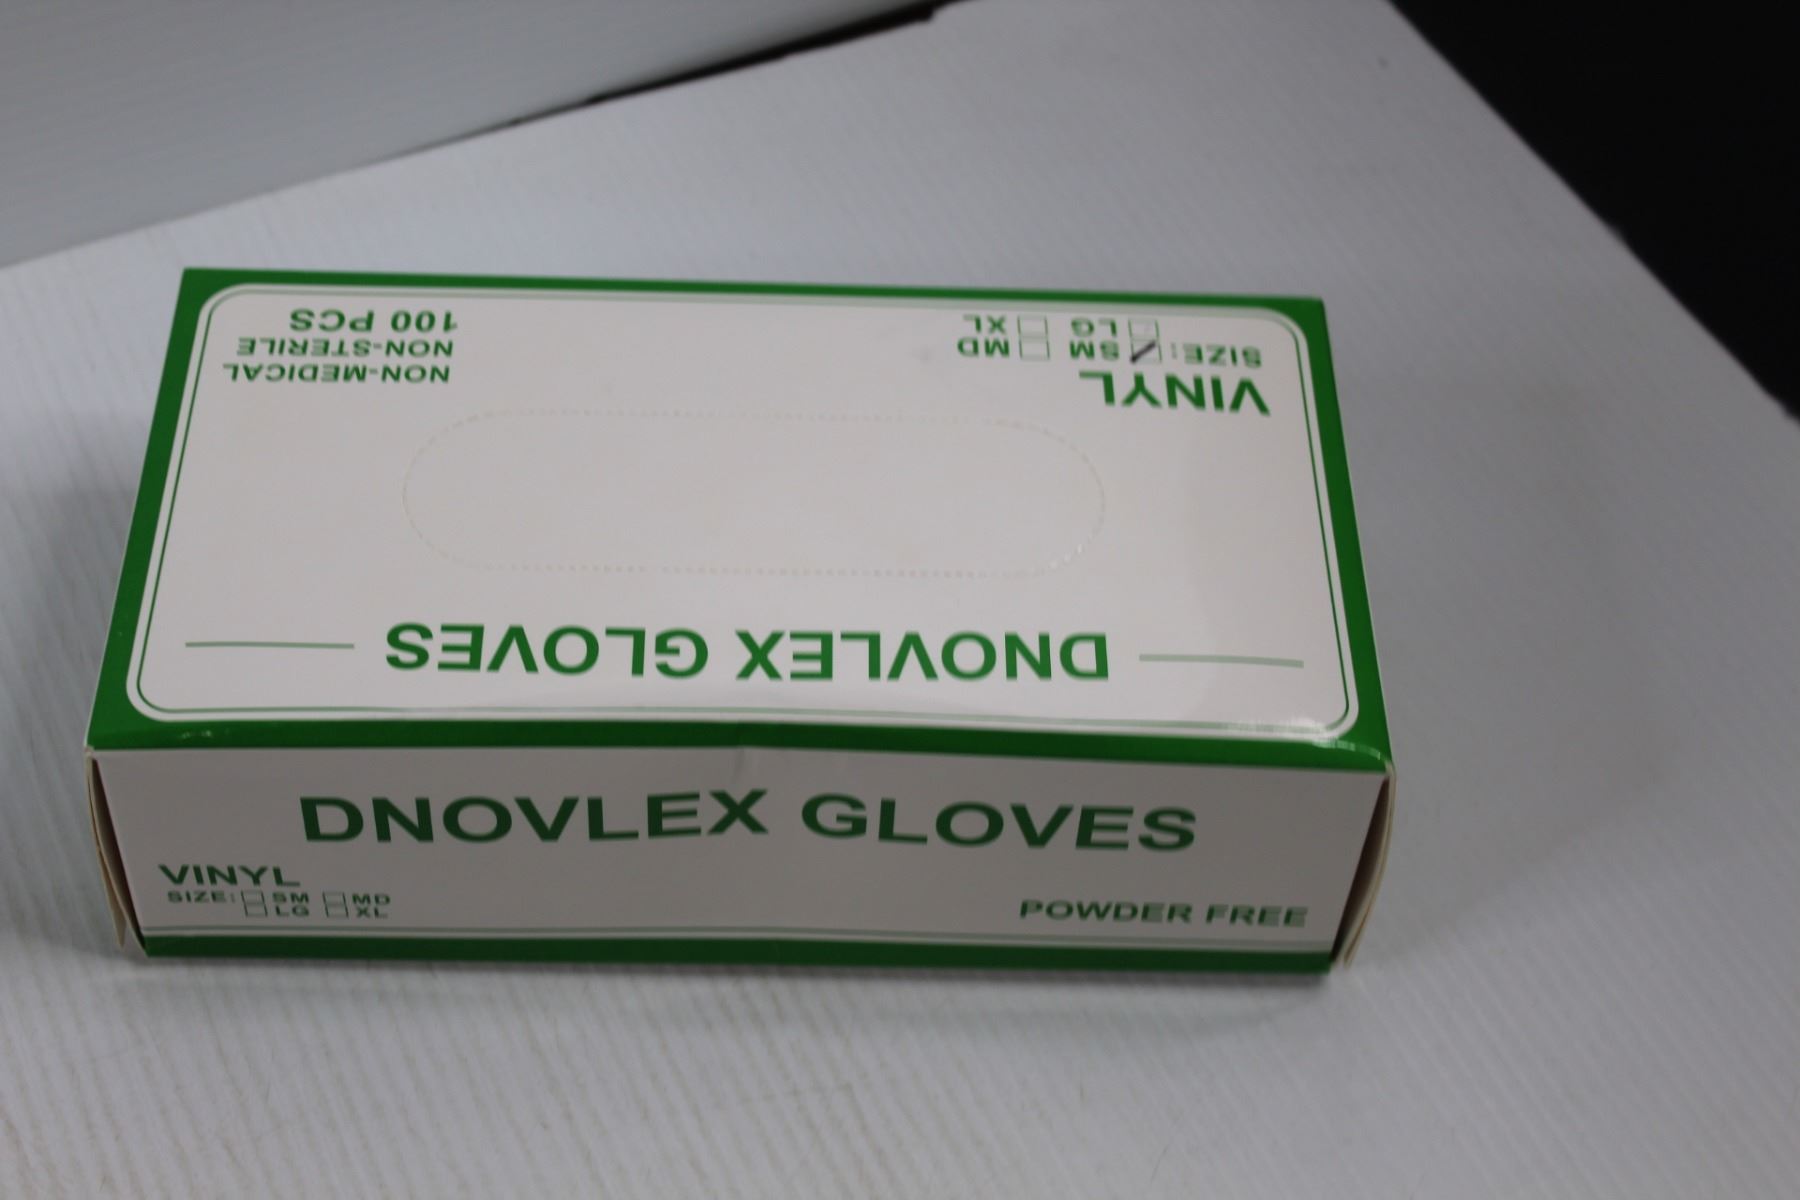 DNOVLEX GLOVES
VINYL
SIZE: SM MD
LG XL
NON-MEDICAL
NON-STERILE
100 PCS
DNOVLEX GLOVES
VINYL
SIZE: SM MD
LG XL
POWDER FREE